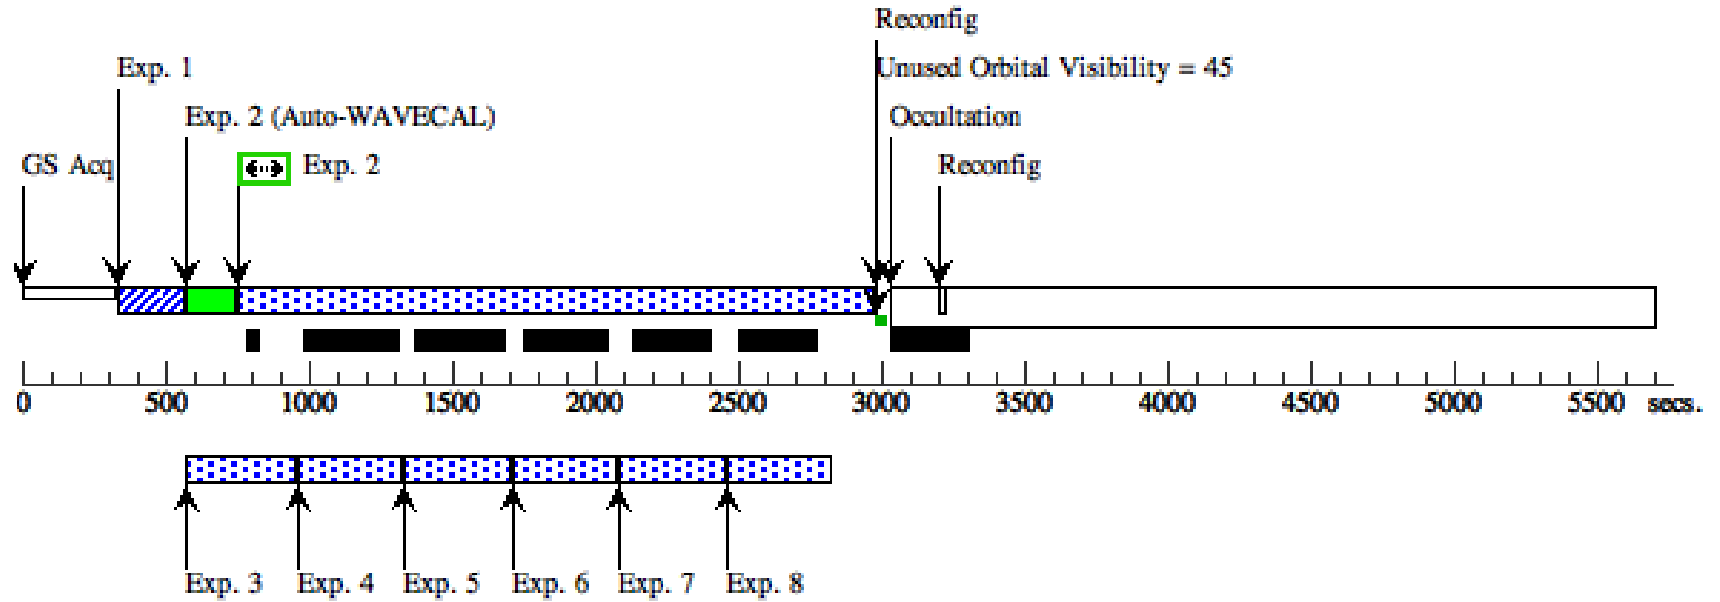 Reconfig
Exp. 1
Unused Orbital Visibility = 45
Exp. 2 (Auto-WAVECAL)
Occultation
GS Acq
Exp. 2
Reconfig
0 500 1000 1500 2000 2500 3000 3500 4000 4500 5000 5500 secs.
Exp. 3 Exp. 4 Exp. 5 Exp. 6 Exp. 7 Exp. 8